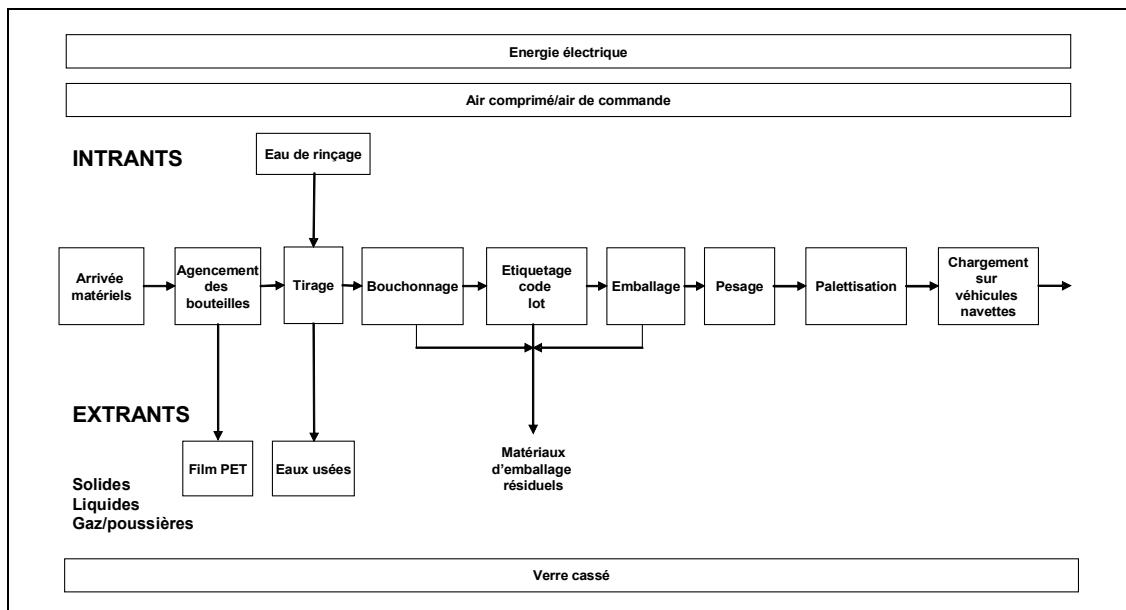 Energie électrique
Air comprimé/air de commande
INTRANTS
Eau de rinçage
Arrivée
matériels
Agencement
des
bouteilles
Tirage
Bouchonnage
Etiquetage
code
lot
Emballage
Pesage
Palettisation
Chargement
sur
véhicules
navettes
EXTRANTS
Solides
Liquides
Gaz/poussières
Film PET
Eaux usées
Matériaux
d'emballage
résiduels
Verre cassé